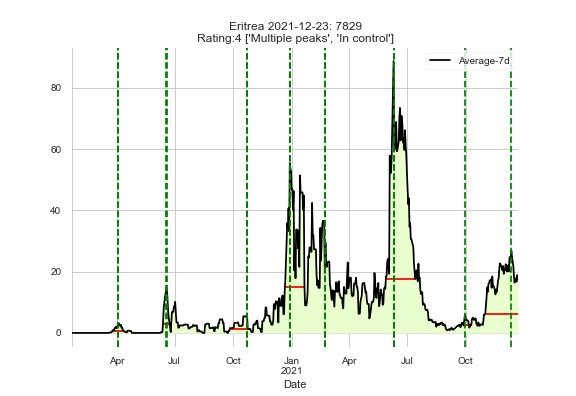 Eritrea 2021-12-23: 7829
Rating:4 ['Multiple peaks', 'In control']
Average-7d
80
60
40
20
0
Apr Jul Oct Jan Apr Jul Oct
2021
Date